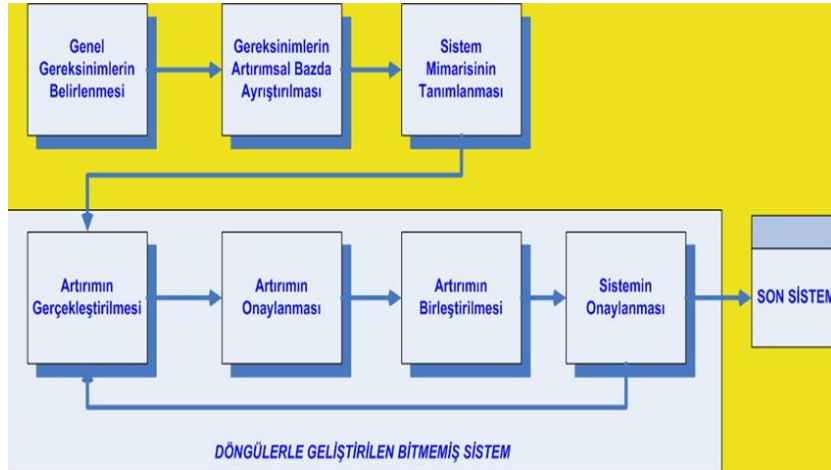 Genel
Gereksinimlerin
Belirlenmesi
Gereksinimlerin
Artırımsal Bazda
Ayrıştırılması
Sistem
Mimarisinin
Tanımlanması
Artırımın
Gerçekleştirilmesi
Artırımın
Onaylanması
Artırımın
Birleştirilmesi
Sistemin
Onaylanması
SON SİSTEM
DÖNGÜLERLE GELİŞTİRİLEN BİTMEMİŞ SİSTEM